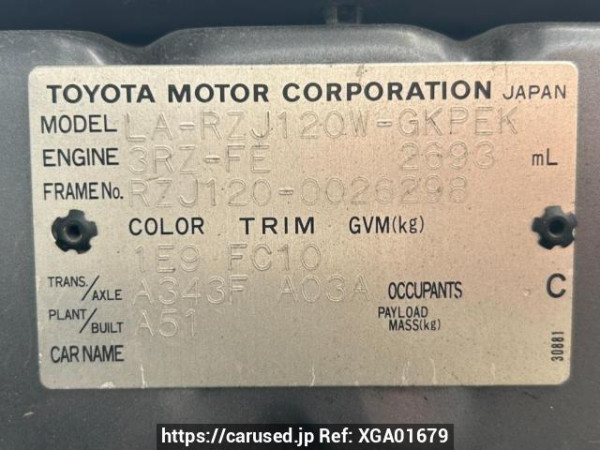 TOYOTA MOTOR CORPORATION JAPAN
MODEL LA-RZJ120W-GKPEK
ENGINE 3RZ-FE 2693 mL
FRAME No. RZJ120-0026298
COLOR TRIM GVM(kg)
1E9 FC10
TRANS./AXLE A343F A03A OCCUPANTS C
PLANT/BUILT A51 PAYLOAD MASS(kg)
CAR NAME
30881
https://carused.jp Ref: XGA01679